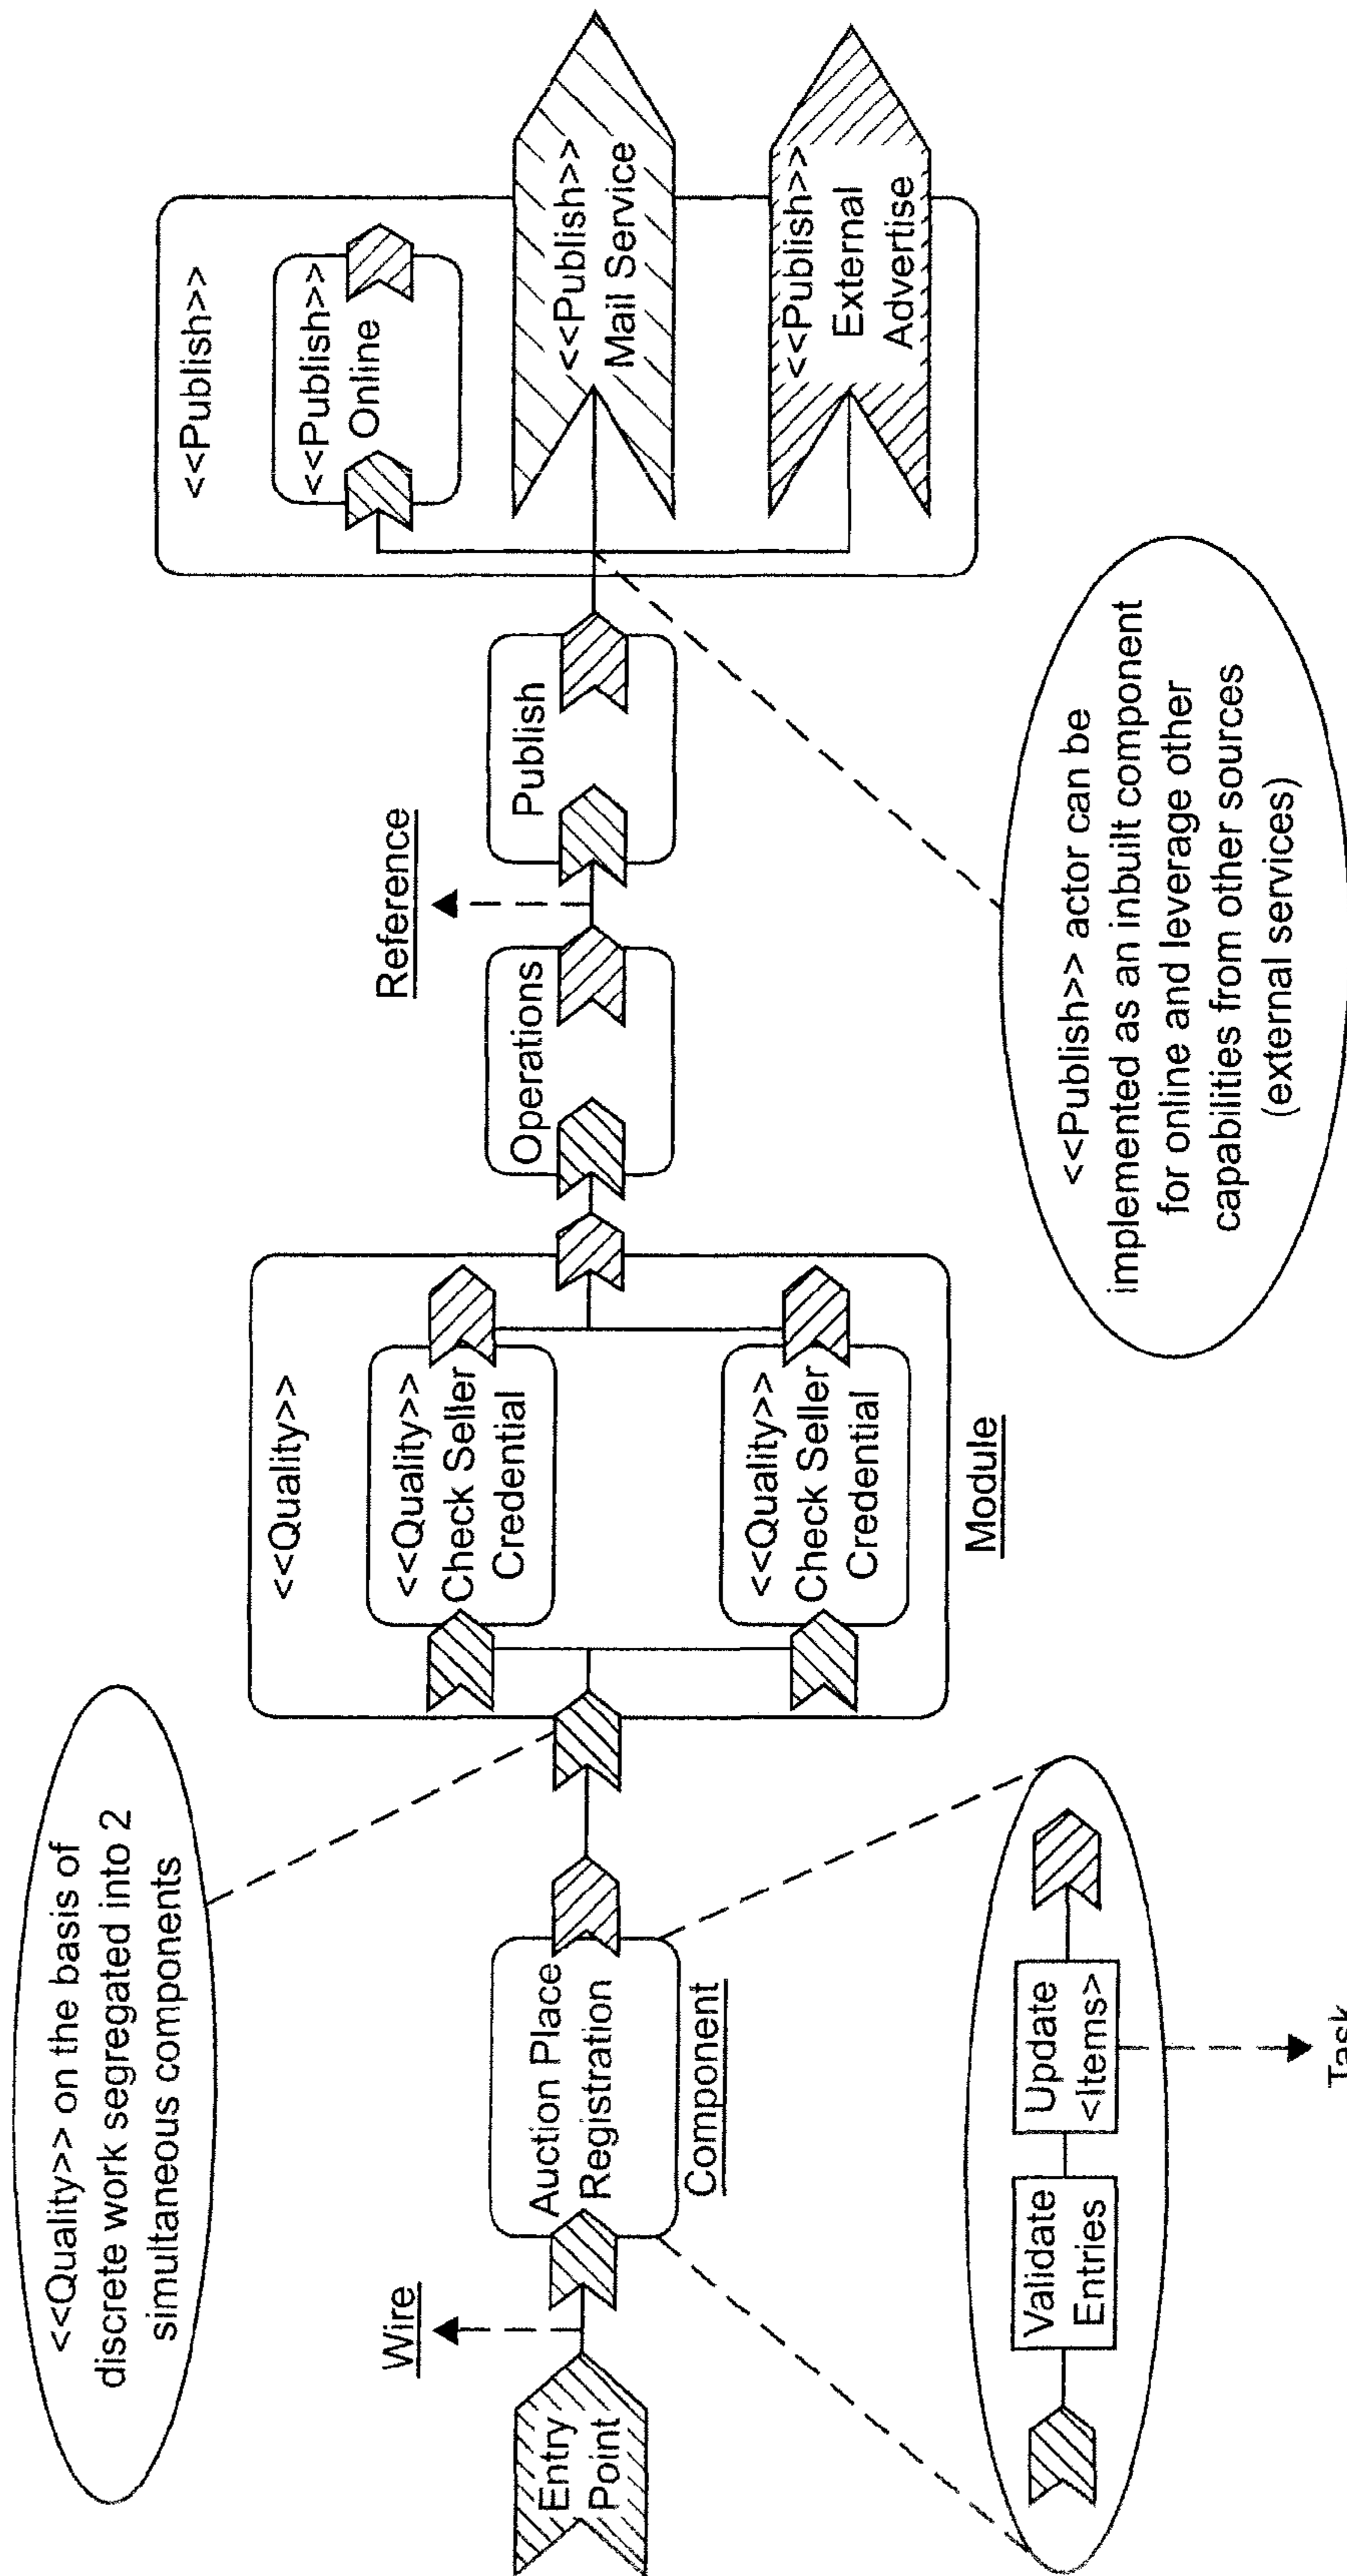 <<Quality>> on the basis of
discrete work segregated into 2
simultaneous components
Wire
Entry
Point
Auction Place
Registration
Component
<<Quality>>
<<Quality>>
Check Seller
Credential
<<Quality>>
Check Seller
Credential
Module
Operations
Reference
Publish
<<Publish>>
<<Publish>>
Online
<<Publish>>
Mail Service
<<Publish>>
External
Advertise
Validate
Entries
Update
<Items>
Task
<<Publish>> actor can be
implemented as an inbuilt component
for online and leverage other
capabilities from other sources
(external services)